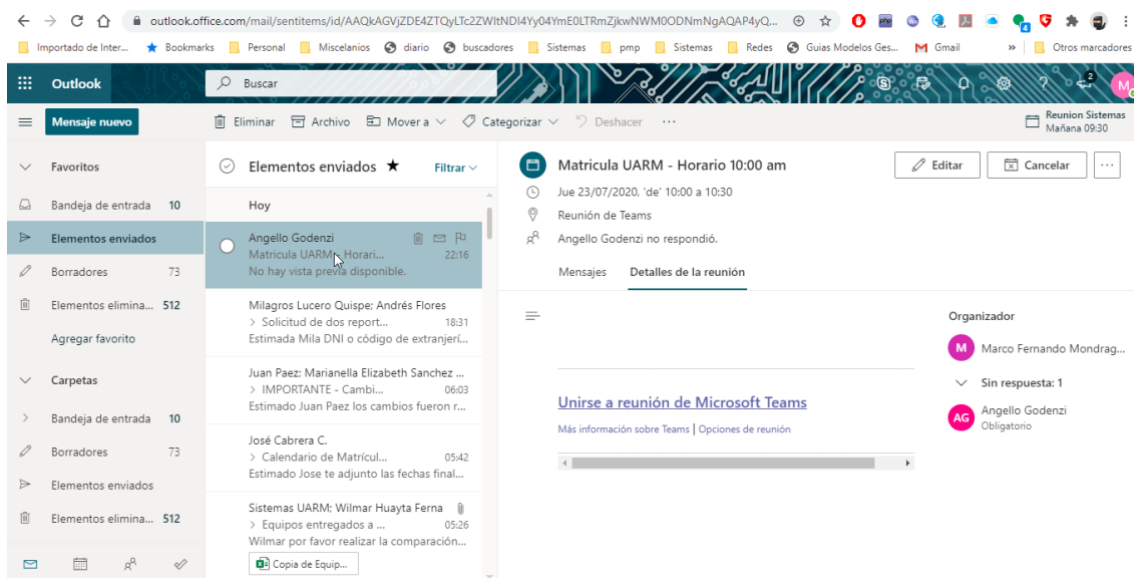 outlook.office.com/mail/sentitems/id/AAQkAGVjZDE4ZTQyLTc2ZWItNDI4Yy04YmE0LTRmZjkwNWM0ODNmNgAQAP4yQ...
Importado de Inter... Bookmarks Personal Miscelanios diario buscadores Sistemas pmp Sistemas Redes Guias Modelos Ges... Gmail » Otros marcadores
Outlook Buscar 2 M
Mensaje nuevo Eliminar Archivo Mover a Categorizar Deshacer ... Reunion Sistemas
Mañana 09:30
Favoritos
Bandeja de entrada 10
Elementos enviados
Borradores 73
Elementos elimina... 512
Agregar favorito
Carpetas
Bandeja de entrada 10
Borradores 73
Elementos enviados
Elementos elimina... 512
Elementos enviados ★ Filtrar
Hoy
Angello Godenzi
Matricula UARM - Horari... 22:16
No hay vista previa disponible.
Milagros Lucero Quispe; Andrés Flores
> Solicitud de dos report... 18:31
Estimada Mila DNI o código de extranjerí...
Juan Paez; Marianella Elizabeth Sanchez ...
> IMPORTANTE - Cambi... 06:03
Estimado Juan Paez los cambios fueron r...
José Cabrera C.
> Calendario de Matrícul... 05:42
Estimado Jose te adjunto las fechas final...
Sistemas UARM; Wilmar Huayta Ferna
> Equipos entregados a ... 05:26
Wilmar por favor realizar la comparación...
Copia de Equip...
Matricula UARM - Horario 10:00 am
Editar Cancelar ...
Jue 23/07/2020, 'de' 10:00 a 10:30
Reunión de Teams
Angello Godenzi no respondió.
Mensajes Detalles de la reunión
Unirse a reunión de Microsoft Teams
Más información sobre Teams | Opciones de reunión
Organizador
M Marco Fernando Mondrag...
Sin respuesta: 1
AG Angello Godenzi
Obligatorio